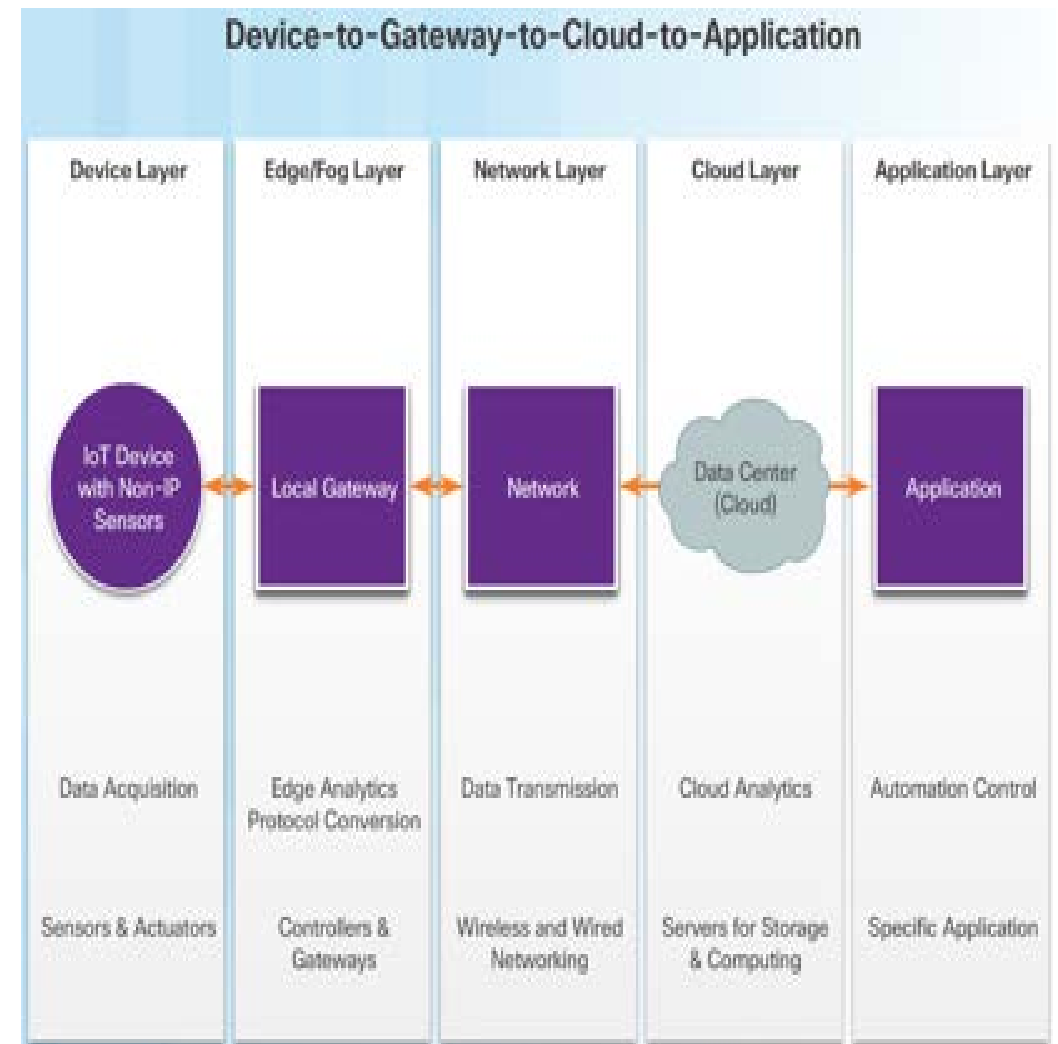 Device-to-Gateway-to-Cloud-to-Application
Device Layer
Edge/Fog Layer
Network Layer
Cloud Layer
Application Layer
IoT Device
with Non-IP
Sensors
Local Gateway
Network
Data Center
(Cloud)
Application
Data Acquisition
Edge Analytics
Protocol Conversion
Data Transmission
Cloud Analytics
Automation Control
Sensors & Actuators
Controllers &
Gateways
Wireless and Wired
Networking
Servers for Storage
& Computing
Specific Application